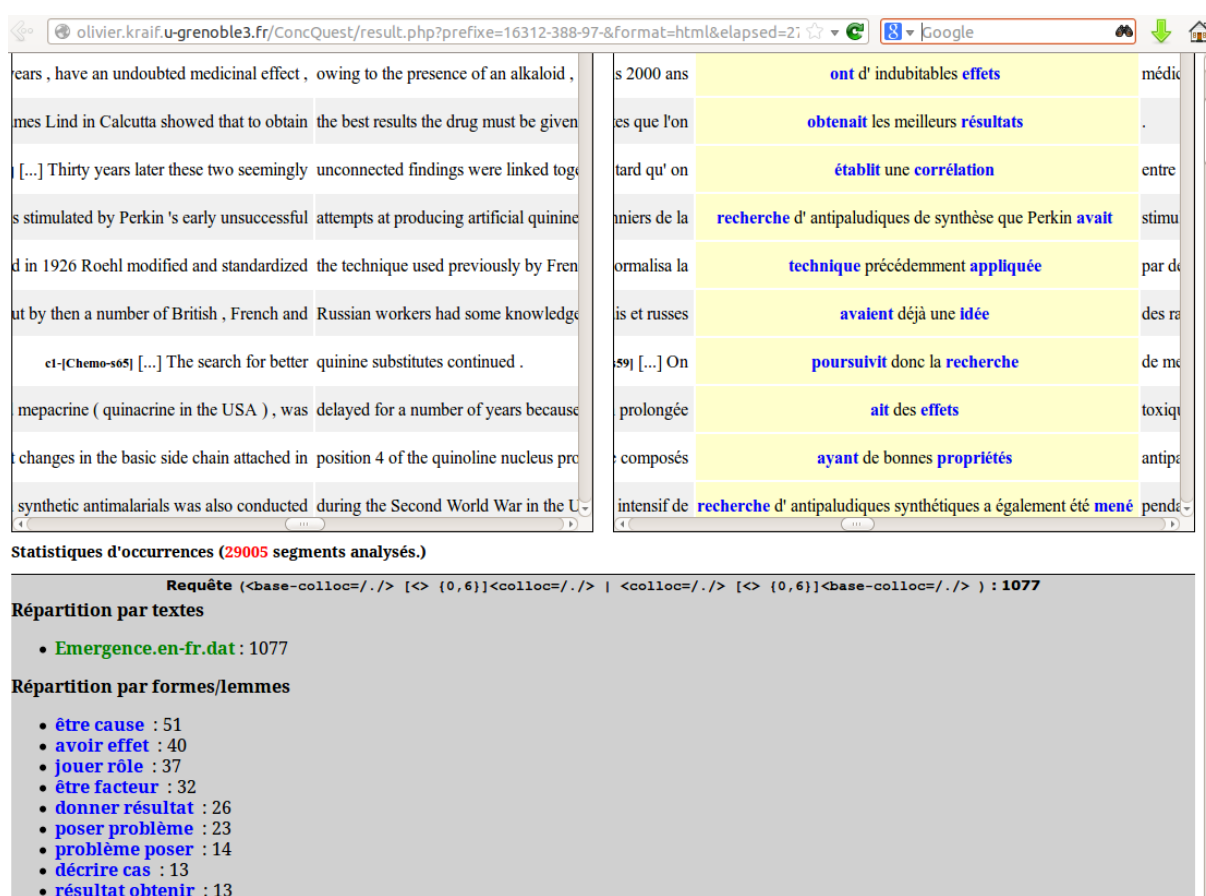 olivier.kraif.u-grenoble3.fr/ConcQuest/result.php?prefixe=16312-388-97-&format=html&elapsed=27 Google
ears , have an undoubted medicinal effect , owing to the presence of an alkaloid , s 2000 ans ont d' indubitables effets médic
mes Lind in Calcutta showed that to obtain the best results the drug must be given es que l'on obtenait les meilleurs résultats .
[...] Thirty years later these two seemingly unconnected findings were linked toge tard qu' on établit une corrélation entre
s stimulated by Perkin 's early unsuccessful attempts at producing artificial quinine nniers de la recherche d' antipaludiques de synthèse que Perkin avait stimu
d in 1926 Roehl modified and standardized the technique used previously by Fren ormalisa la technique précédemment appliquée par de
ut by then a number of British , French and Russian workers had some knowledge is et russes avaient déjà une idée des ra
c1-[Chemo-s65] [...] The search for better quinine substitutes continued . s59] [...] On poursuivit donc la recherche de me
mepacrine ( quinacrine in the USA ) , was delayed for a number of years because prolongée ait des effets toxiq
t changes in the basic side chain attached in position 4 of the quinoline nucleus pro composés ayant de bonnes propriétés antipa
synthetic antimalarials was also conducted during the Second World War in the U intensif de recherche d' antipaludiques synthétiques a également été mené penda
Statistiques d'occurrences (29005 segments analysés.)
Requête (<base-colloc=/./> [<> {0,6}]<colloc=/./> | <colloc=/./> [<> {0,6}]<base-colloc=/./> ) : 1077
Répartition par textes
• Emergence.en-fr.dat : 1077
Répartition par formes/lemmes
• être cause : 51
• avoir effet : 40
• jouer rôle : 37
• être facteur : 32
• donner résultat : 26
• poser problème : 23
• problème poser : 14
• décrire cas : 13
• résultat obtenir : 13